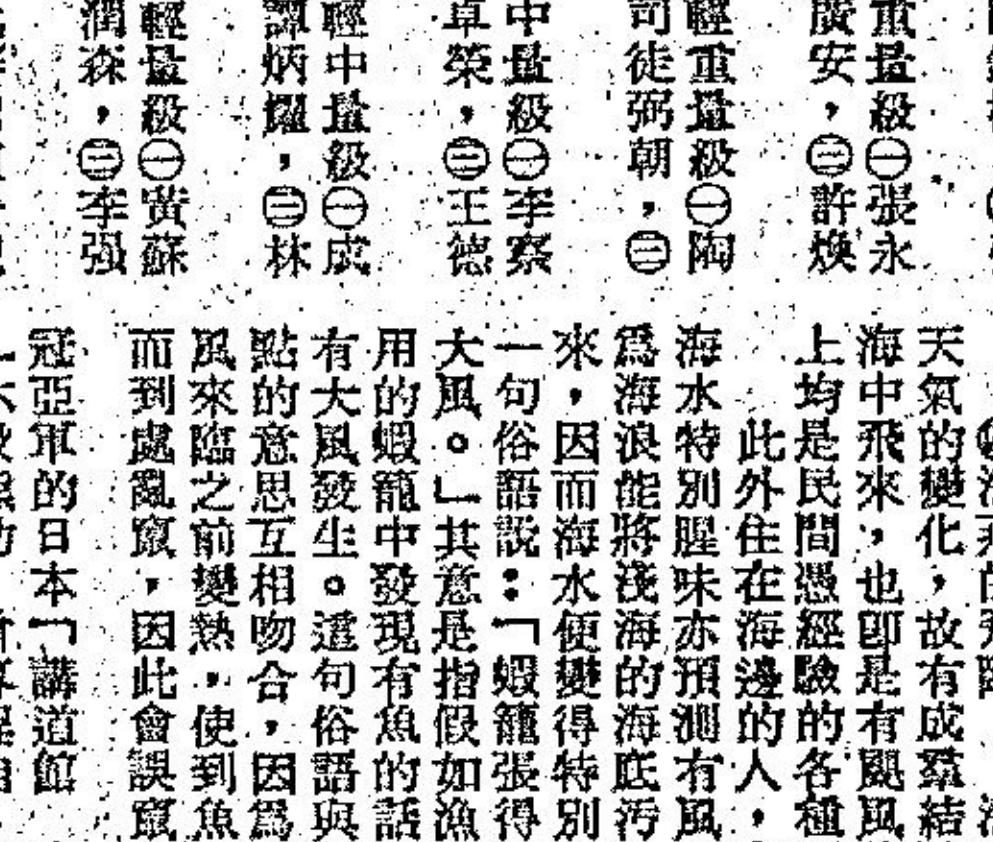 重量級㊀張永
廣安，㊁許煥
輕重量級㊀陶
司徒弼朝，㊁
中量級㊀李察
卓榮，㊁王德
輕中量級㊀成
譚炳耀，㊁林
輕量級㊀黃蘇
潤森，㊁李强
天氣的變化，故有成羣結
海中飛來，也卽是有颶風
上均是民間憑經驗的各種
此外住在海邊的人，
海水特別腥味亦預測有風
爲海浪能將淺海的海底污
來，因而海水便變得特別
一句俗語説：「蝦籠張得
大風。」其意是指假如漁
用的蝦籠中發現有魚的話
有大風發生。這句俗語與
點的意思互相吻合，因爲
風來臨之前變熱，使到魚
而到處亂竄，因此會誤竄
冠亞軍的日本「講道館